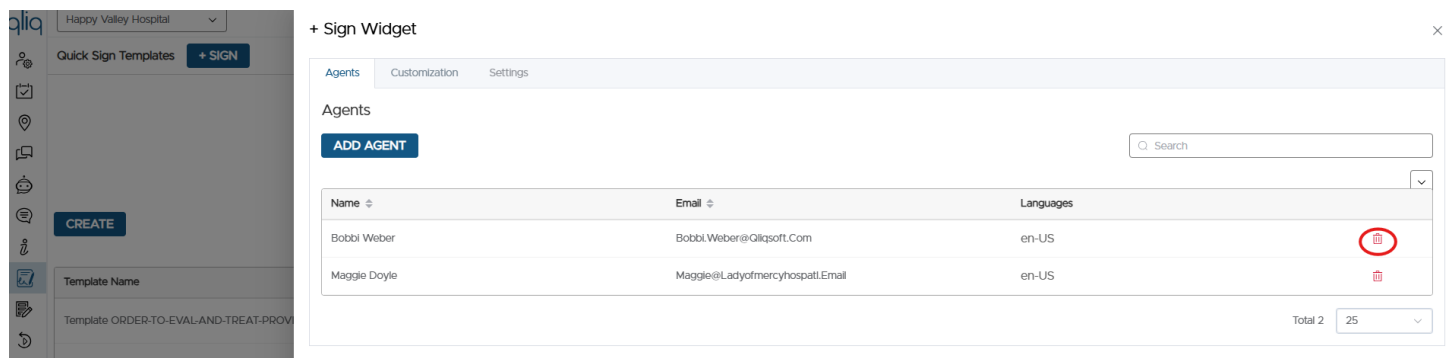 qliq
Happy Valley Hospital
Quick Sign Templates
+ SIGN
CREATE
Template Name
Template ORDER-TO-EVAL-AND-TREAT-PROVI
+ Sign Widget
Agents Customization Settings
Agents
ADD AGENT
Search
Name Email Languages
Bobbi Weber Bobbi.Weber@Qliqsoft.Com en-US
Maggie Doyle Maggie@Ladyofmercyhospatl.Email en-US
Total 2 25